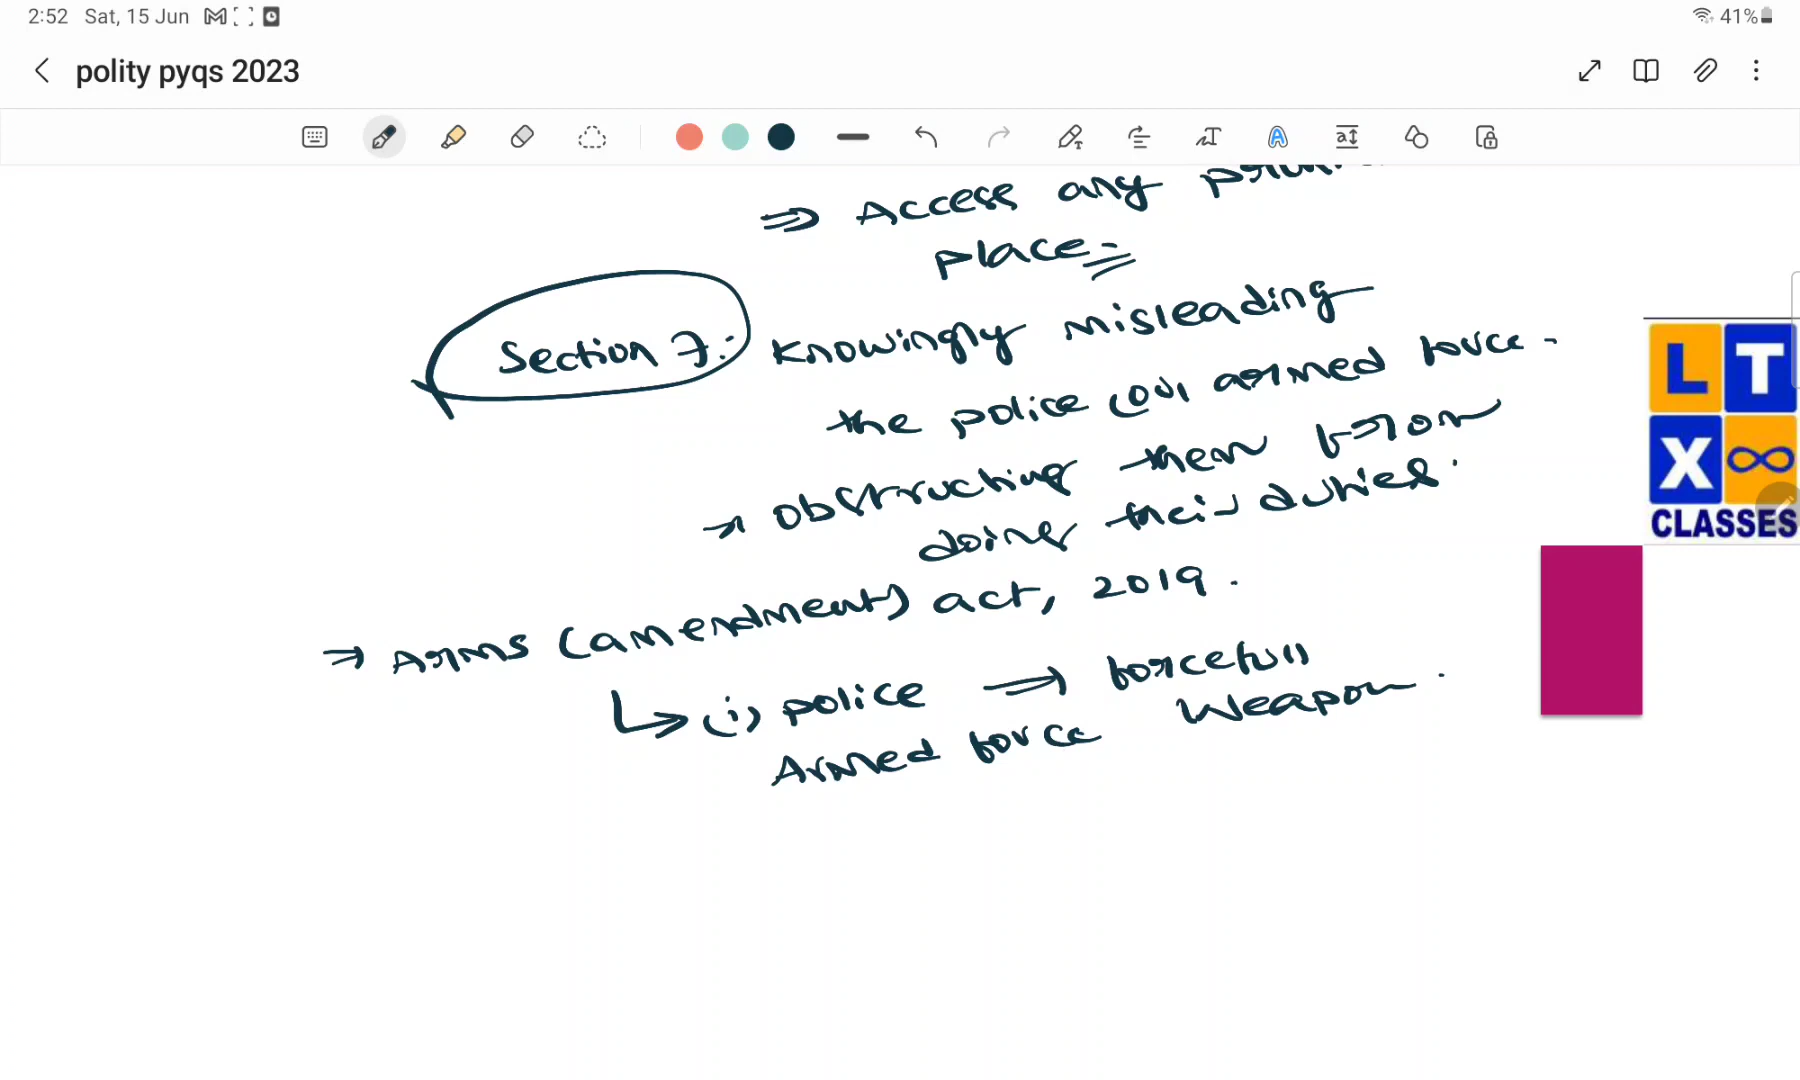 2:52 Sat, 15 Jun
41%
polity pyqs 2023
⇒ Access any
place
Section 7:- Knowingly misleading
the police (or) armed force.
→ obstructing them from
doing their duties.
→ Arms (amendment) act, 2019.
↳ (i) police ⇒ forcefull
Armed force Weapon.
L T
X ∞
CLASSES